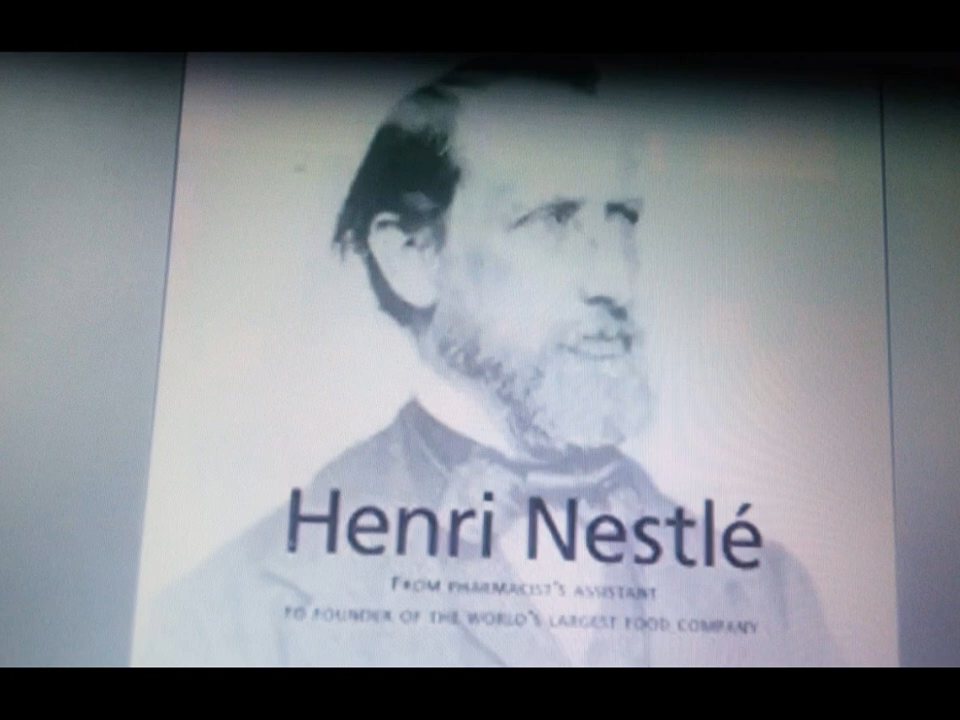 Henri Nestlé
FROM PHARMACIST'S ASSISTANT
TO FOUNDER OF THE WORLD'S LARGEST FOOD COMPANY